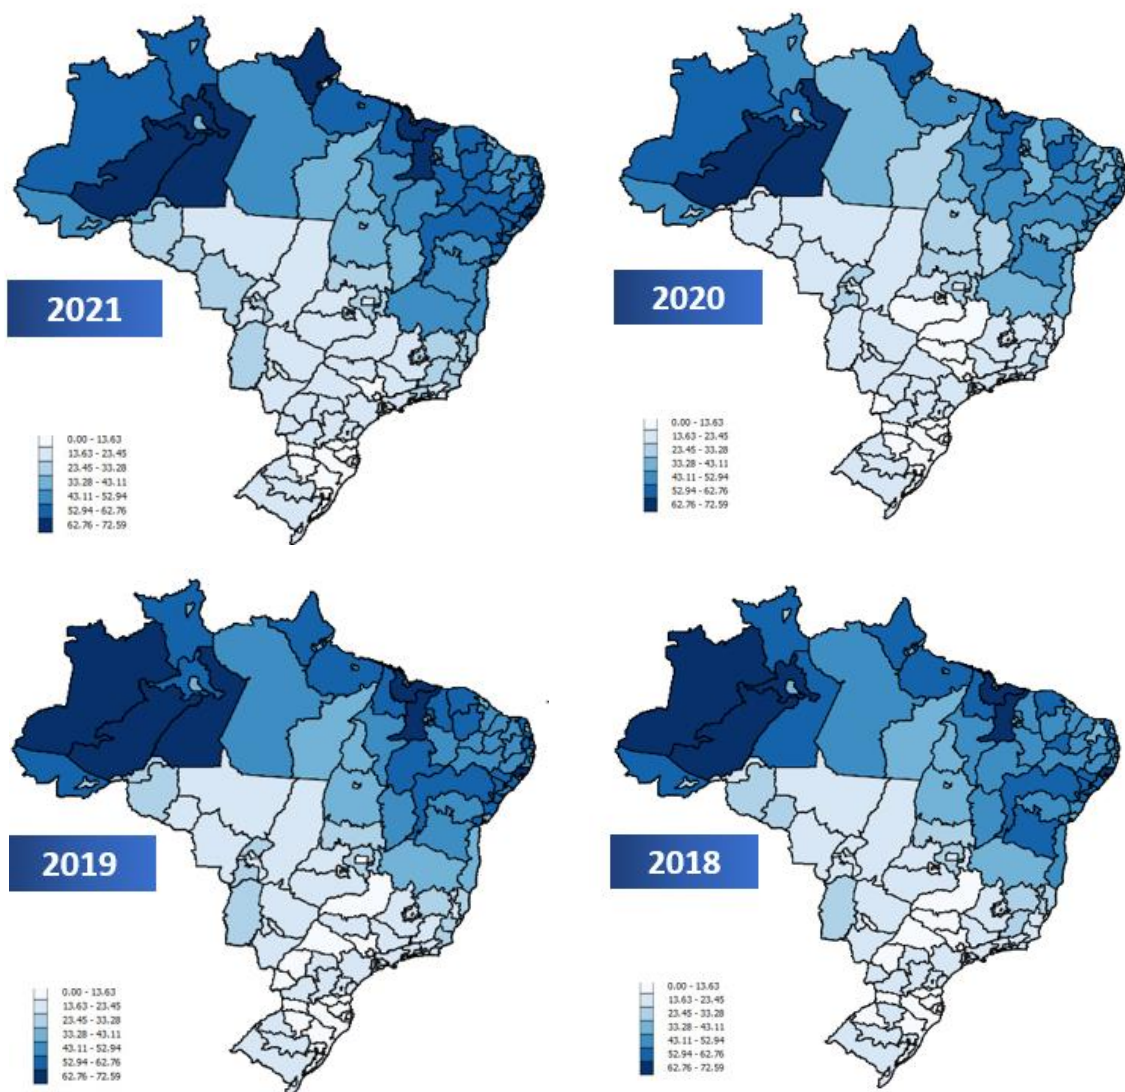 2021
0.00 - 13.63
13.63 - 23.45
23.45 - 33.28
33.28 - 43.11
43.11 - 52.94
52.94 - 62.76
62.76 - 72.59
2020
0.00 - 13.63
13.63 - 23.45
23.45 - 33.28
33.28 - 43.11
43.11 - 52.94
52.94 - 62.76
62.76 - 72.59
2019
0.00 - 13.63
13.63 - 23.45
23.45 - 33.28
33.28 - 43.11
43.11 - 52.94
52.94 - 62.76
62.76 - 72.59
2018
0.00 - 13.63
13.63 - 23.45
23.45 - 33.28
33.28 - 43.11
43.11 - 52.94
52.94 - 62.76
62.76 - 72.59